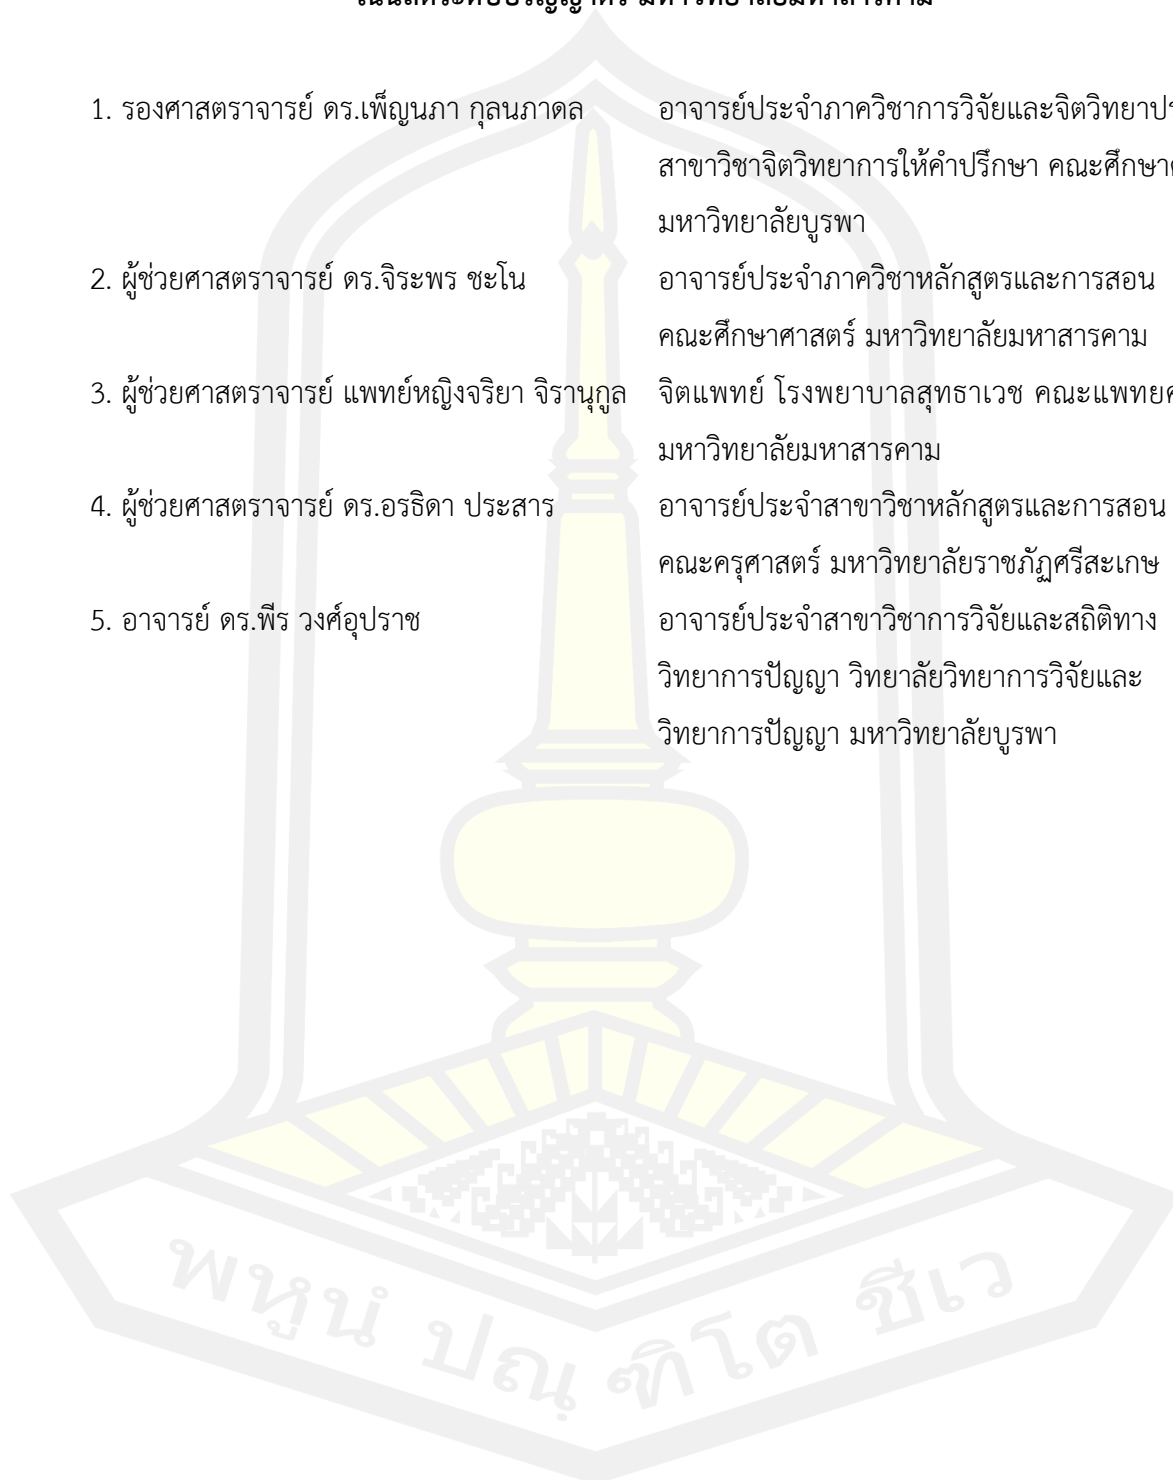 มหาวิทยาลัยมหาสารคาม
1. รองศาสตราจารย์ ดร.เพ็ญนภา กุลนภาดล อาจารย์ประจำภาควิชาการวิจัยและจิตวิทยา
สาขาวิชาจิตวิทยาการให้คำปรึกษา คณะ
มหาวิทยาลัยบูรพา
2. ผู้ช่วยศาสตราจารย์ ดร.จิระพร ชะโน อาจารย์ประจำภาควิชาหลักสูตรและการสอน
คณะศึกษาศาสตร์ มหาวิทยาลัยมหาสารคาม
3. ผู้ช่วยศาสตราจารย์ แพทย์หญิงจริยา จิรานุกูล จิตแพทย์ โรงพยาบาลสุทธาเวช
มหาวิทยาลัยมหาสารคาม
4. ผู้ช่วยศาสตราจารย์ ดร.อรธิดา ประสาร อาจารย์ประจำสาขาวิชาหลักสูตรและการสอน
คณะครุศาสตร์ มหาวิทยาลัยราชภัฏศรีสะเกษ
5. อาจารย์ ดร.พีร วงศ์อุปราช อาจารย์ประจำสาขาวิชาการวิจัยและสถิติทาง
วิทยาการปัญญา วิทยาลัยวิทยาการวิจัยและ
วิทยาการปัญญา มหาวิทยาลัยบูรพา
พหูนํ ปณฺฑิโต ชีเว